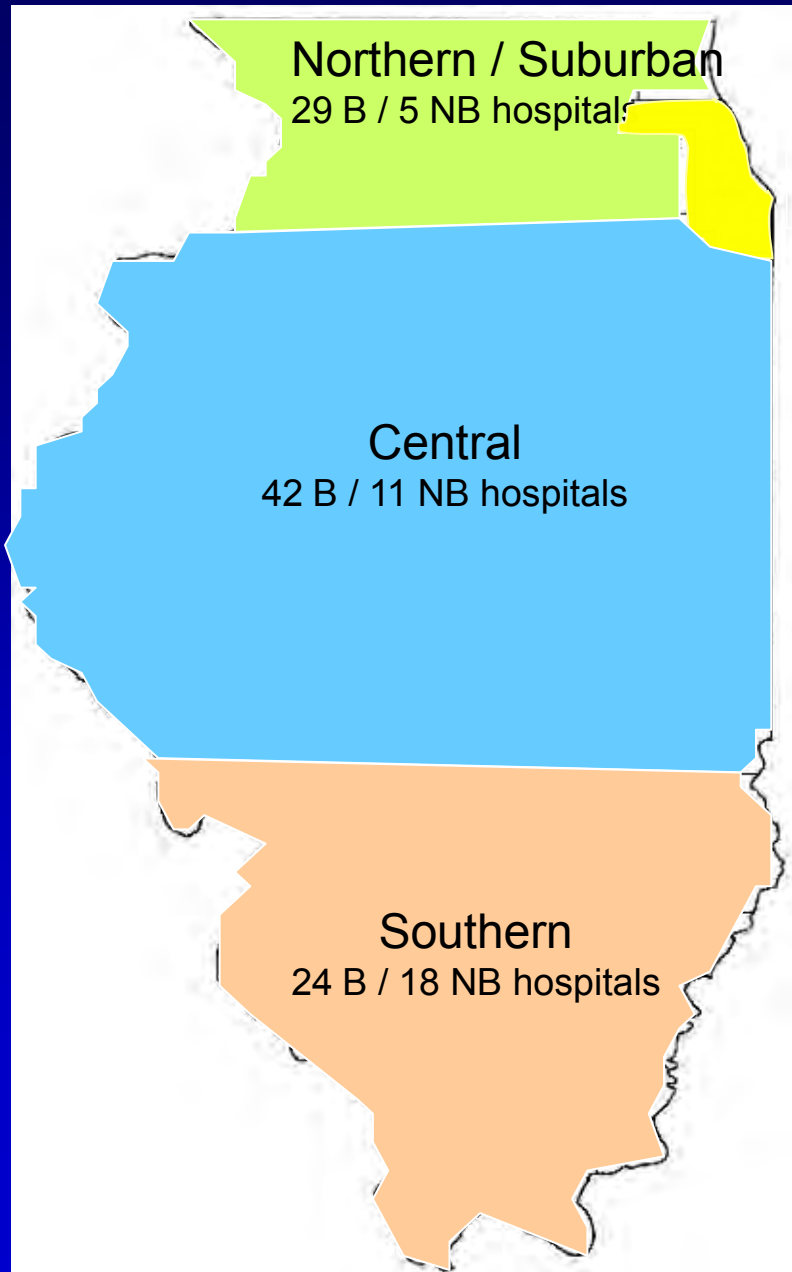 Northern / Suburban
29 B / 5 NB hospitals
Central
42 B / 11 NB hospitals
Southern
24 B / 18 NB hospitals